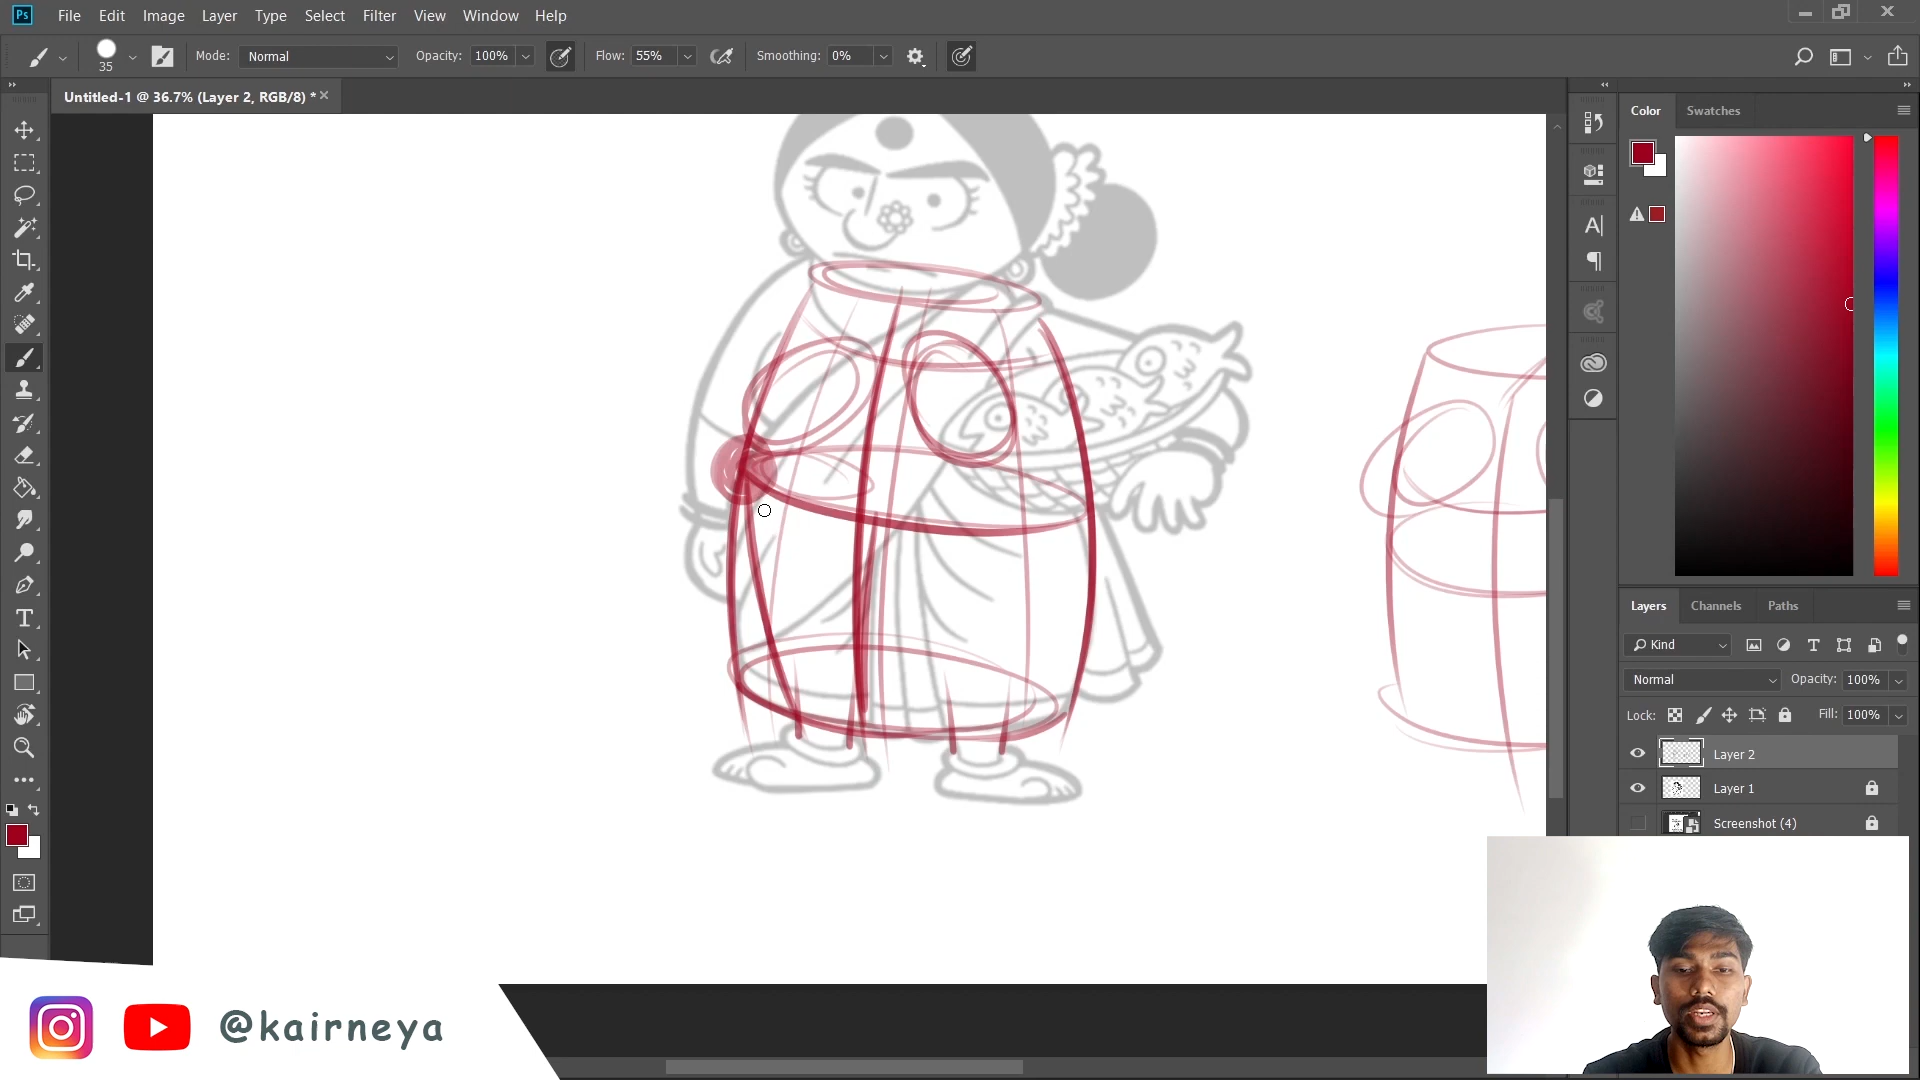 Ps File Edit Image Layer Type Select Filter View Window Help
35 Mode: Normal Opacity: 100% Flow: 55% Smoothing: 0%
Untitled-1 @ 36.7% (Layer 2, RGB/8) *
Color Swatches
Layers Channels Paths
Kind
Normal Opacity: 100%
Lock: Fill: 100%
Layer 2
Layer 1
Screenshot (4)
@kairneya